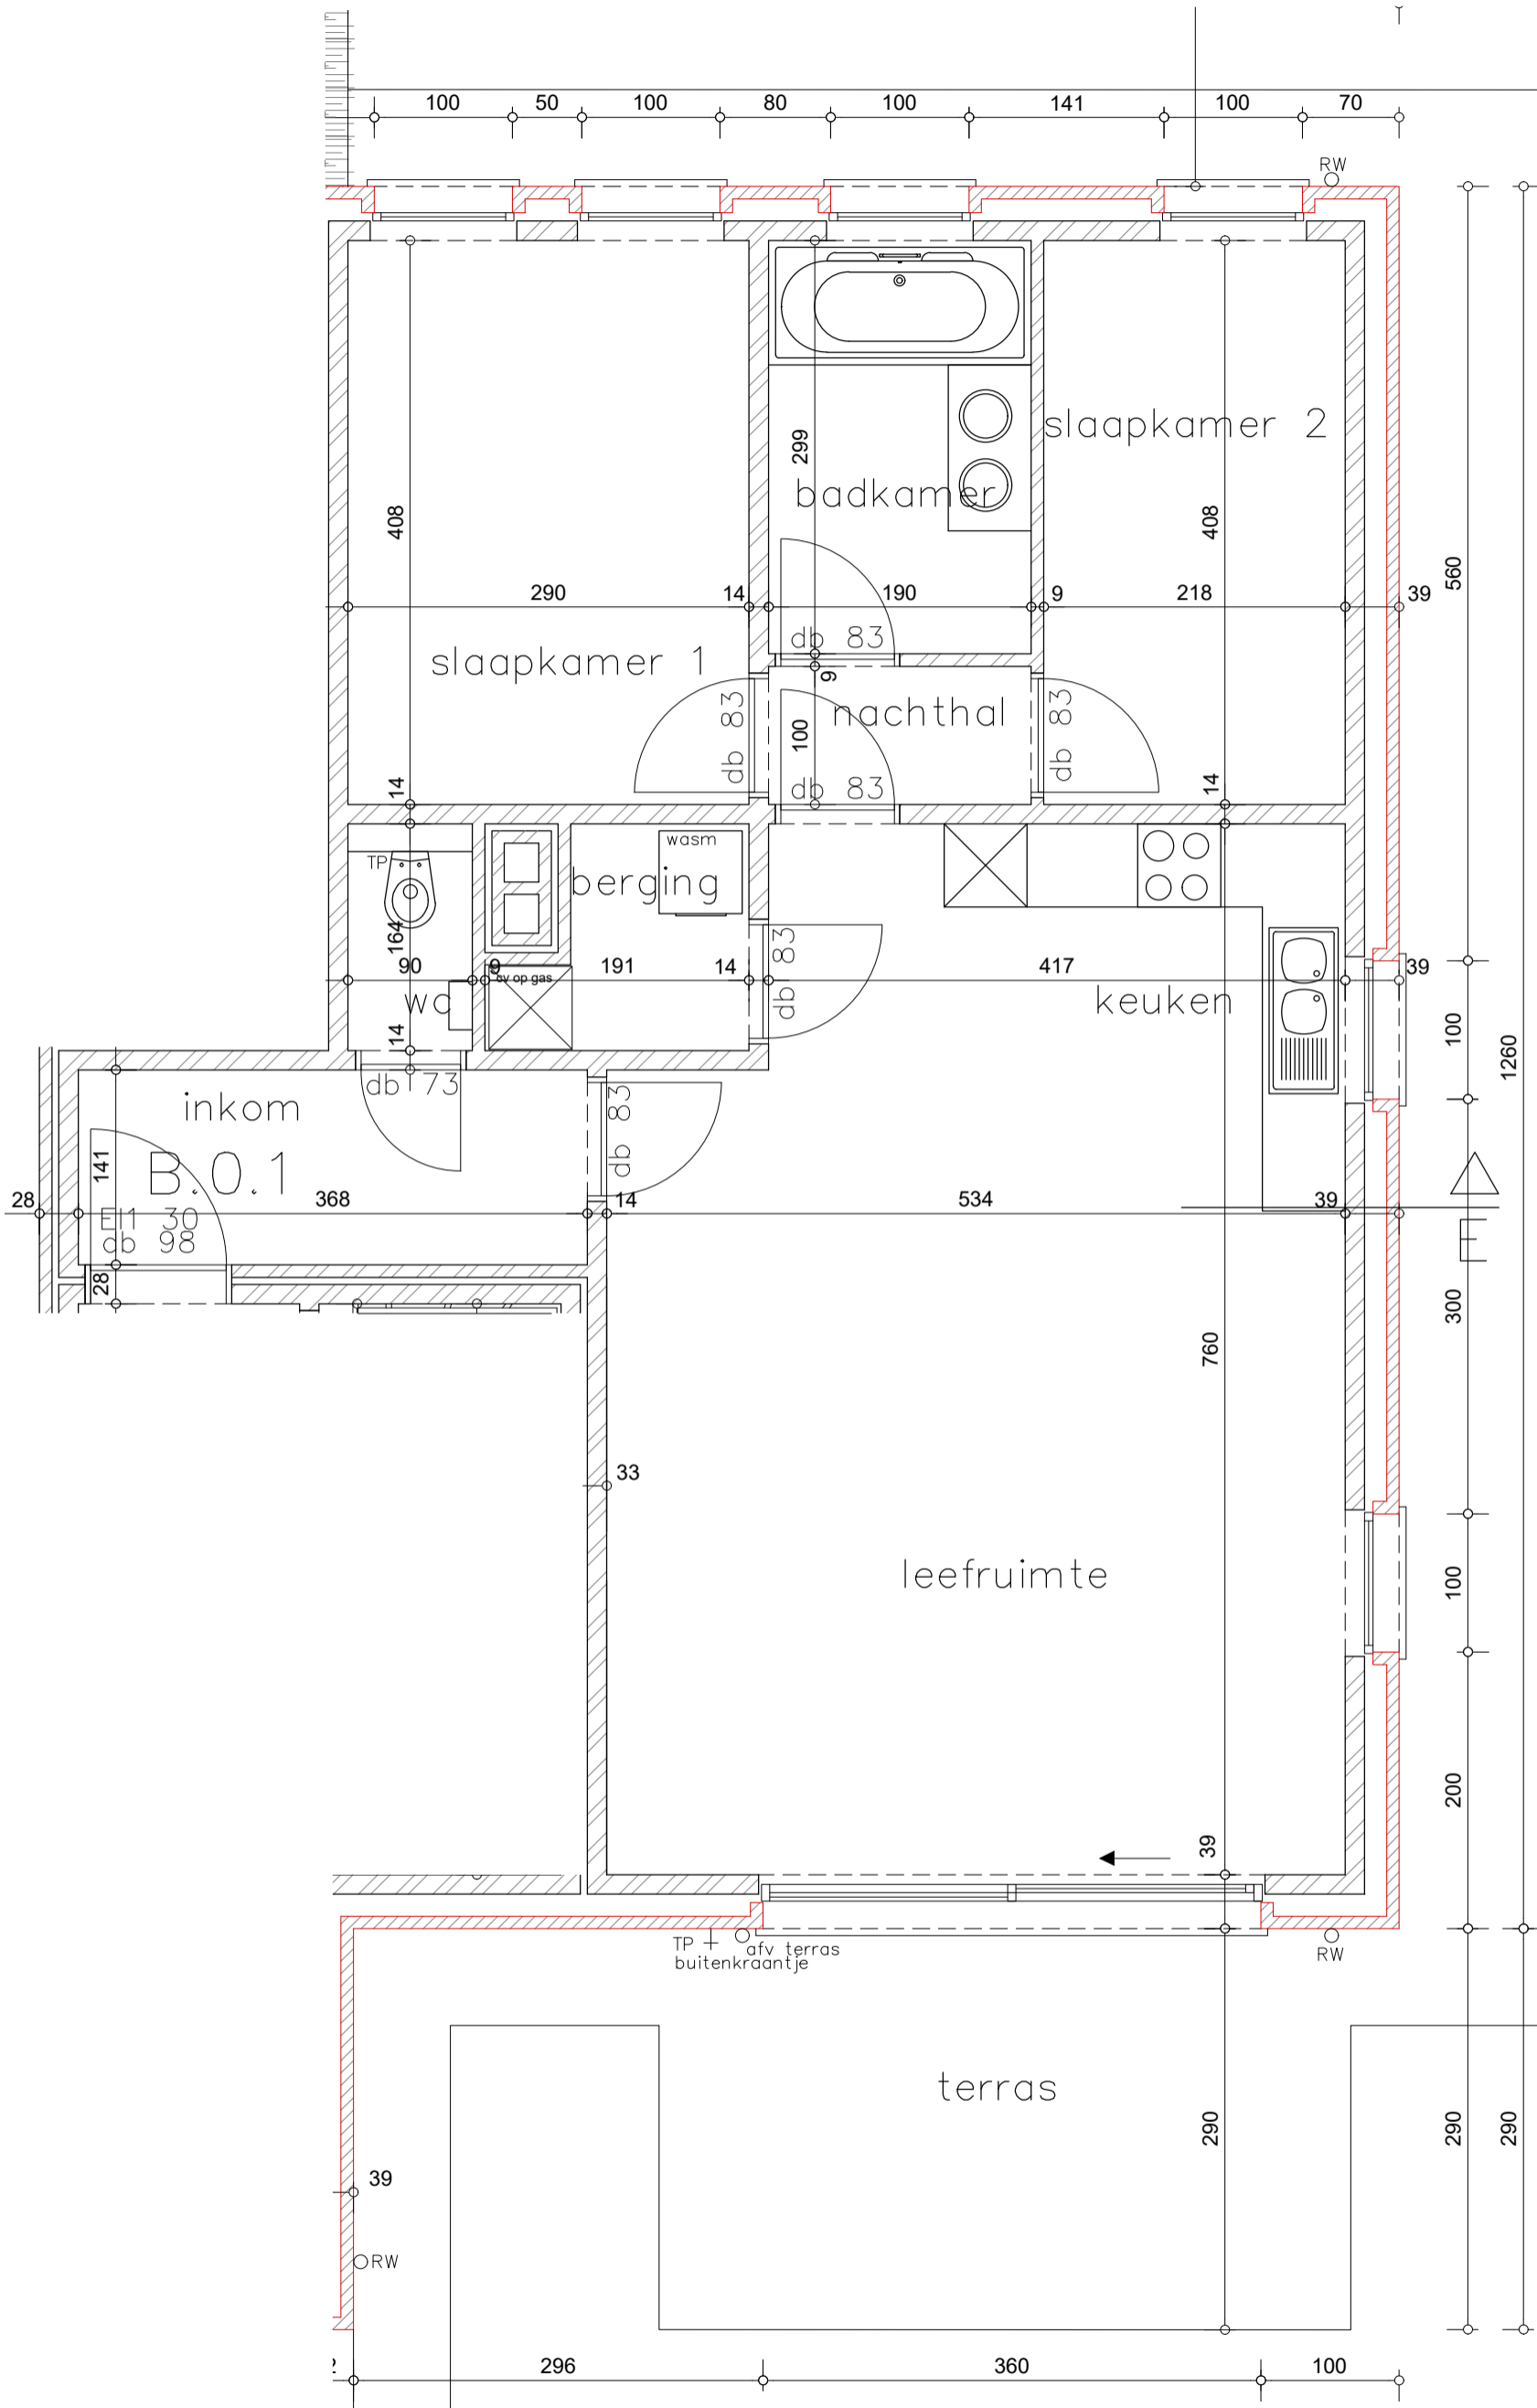 100 50 100 80 100 141 100 70
RW
slaapkamer 2
299
badkamer
408
408
560
290 14 190 9 218 39
db 83
slaapkamer 1
9
db 83
nachthal
db 83
100
14
db 83
14
wasm
TP
berging
164
db 83
90 9 191 14 417 39
cv op gas
wc
keuken
100
1260
14
db 73
inkom
db 83
141
B.0.1
28 368 14 534 39
EI1 30
db 98
E
28
300
760
33
leefruimte
100
200
39
TP
afv terras
buitenkraantje
RW
terras
290
290
290
39
RW
296 360 100